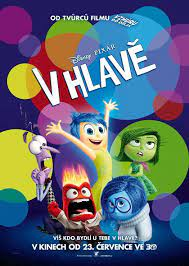 OD TVŮRCŮ FILMU
DISNEY · PIXAR
V HLAVĚ
VÍŠ KDO BYDLÍ U TEBE V HLAVĚ?
V KINECH OD 23. ČERVENCE VE 3D